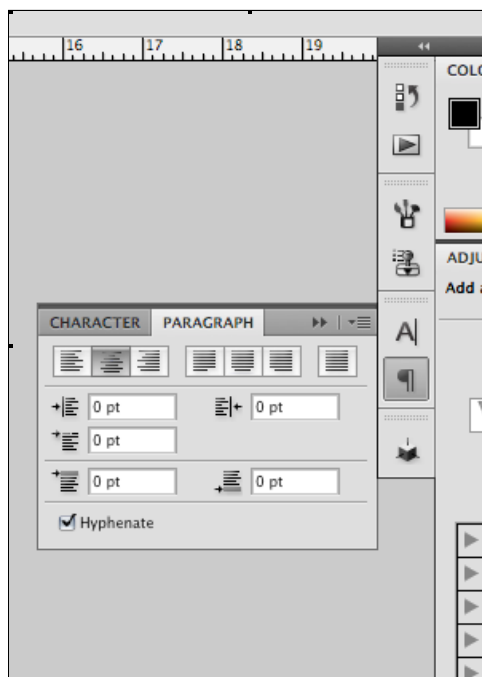 16 17 18 19
COLO
ADJU
Add a
CHARACTER PARAGRAPH
A
¶
0 pt 0 pt
0 pt
0 pt 0 pt
Hyphenate